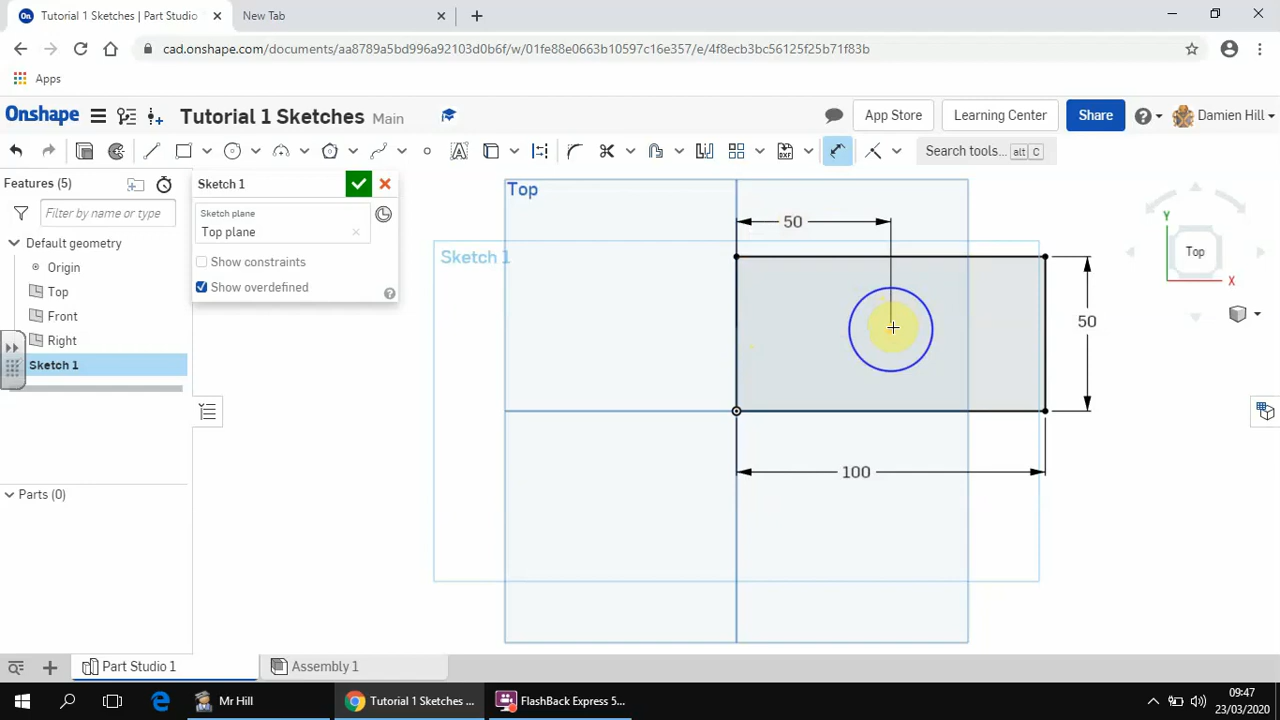 Tutorial 1 Sketches | Part Studio
New Tab
cad.onshape.com/documents/aa8789a5bd996a92103d0b6f/w/01fe88e0663b10597c16e357/e/4f8ecb3bc56125f25b71f83b
Apps
Onshape
Tutorial 1 Sketches Main
App Store
Learning Center
Share
Damien Hill
Search tools... alt C
Features (5)
Filter by name or type
Default geometry
Origin
Top
Front
Right
Sketch 1
Parts (0)
Sketch 1
Sketch plane
Top plane
Show constraints
Show overdefined
Top
Sketch 1
50
50
100
Y
Top
X
Part Studio 1
Assembly 1
Mr Hill
Tutorial 1 Sketches ...
FlashBack Express 5...
09:47
23/03/2020